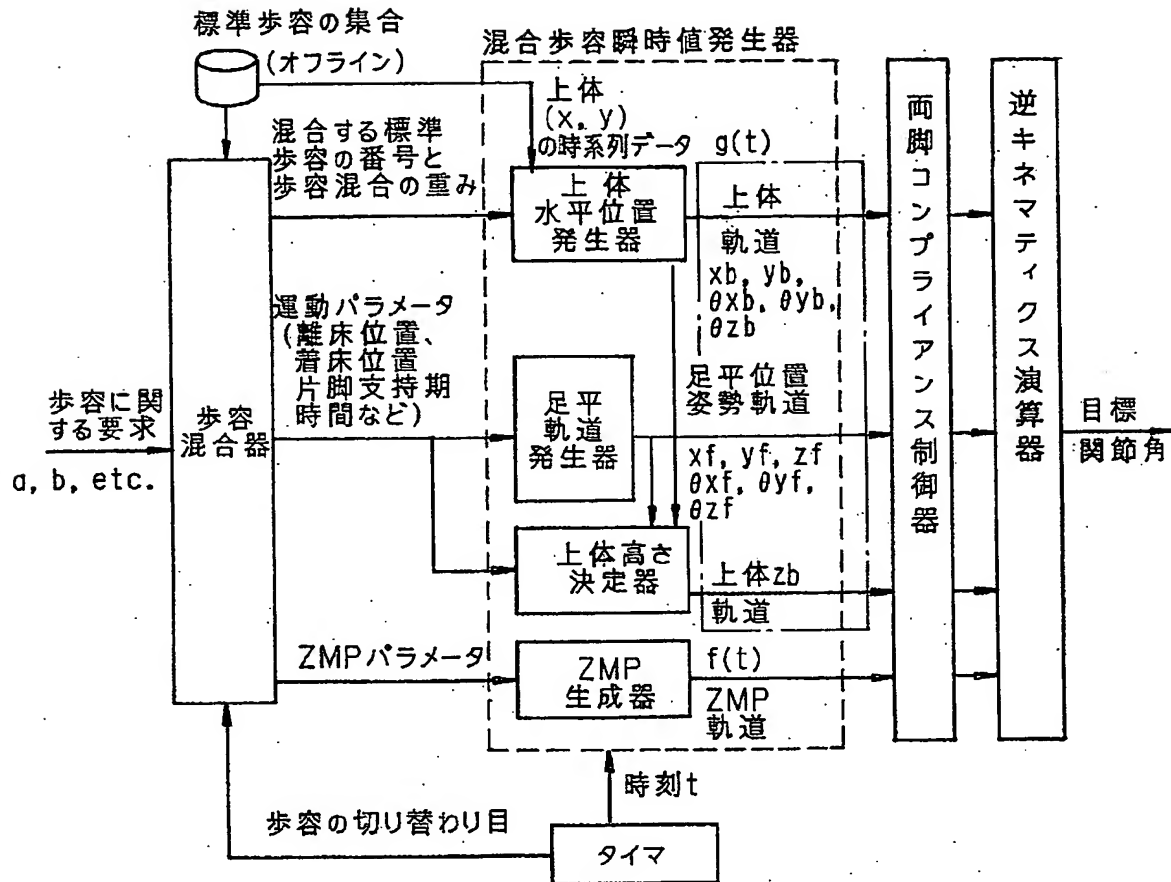 標準歩容の集合
(オフライン)
混合歩容瞬時値発生器
上体
(x, y)
の時系列データ
g(t)
混合する標準
歩容の番号と
歩容混合の重み
上体
水平位置
発生器
上体
軌道
xb, yb,
θxb, θyb,
θzb
運動パラメータ
(離床位置、
着床位置
片脚支持期
時間など)
歩容に関
する要求
a, b, etc.
歩容
混合器
足平
軌道
発生器
足平位置
姿勢軌道
xf, yf, zf
θxf, θyf,
θzf
上体高さ
決定器
上体zb
軌道
ZMPパラメータ
ZMP
生成器
f(t)
ZMP
軌道
両脚コンプライアンス制御器
逆キネマティクス演算器
目標
関節角
時刻t
歩容の切り替わり目
タイマ